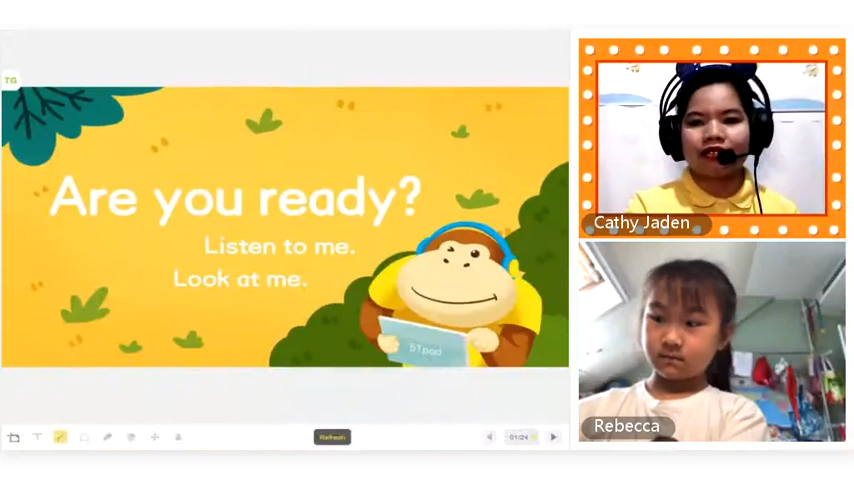 TG
Are you ready?
Listen to me.
Look at me.
51pad
Refresh
01/24
Cathy Jaden
Rebecca